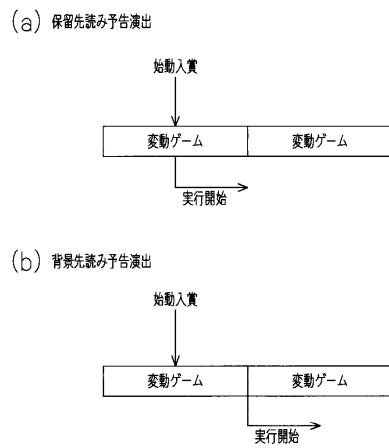 (a) 保留先読み予告演出
始動入賞
変動ゲーム 変動ゲーム
実行開始
(b) 背景先読み予告演出
始動入賞
変動ゲーム 変動ゲーム
実行開始